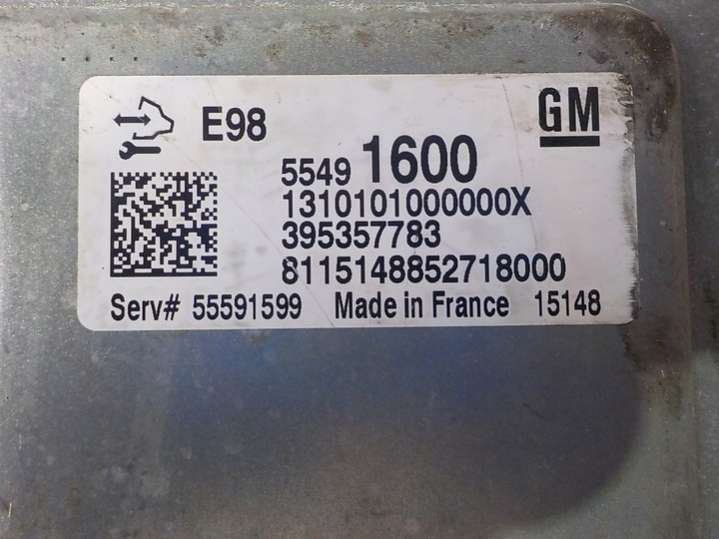 E98
GM
5549 1600
1310101000000X
395357783
8115148852718000
Serv# 55591599 Made in France 15148